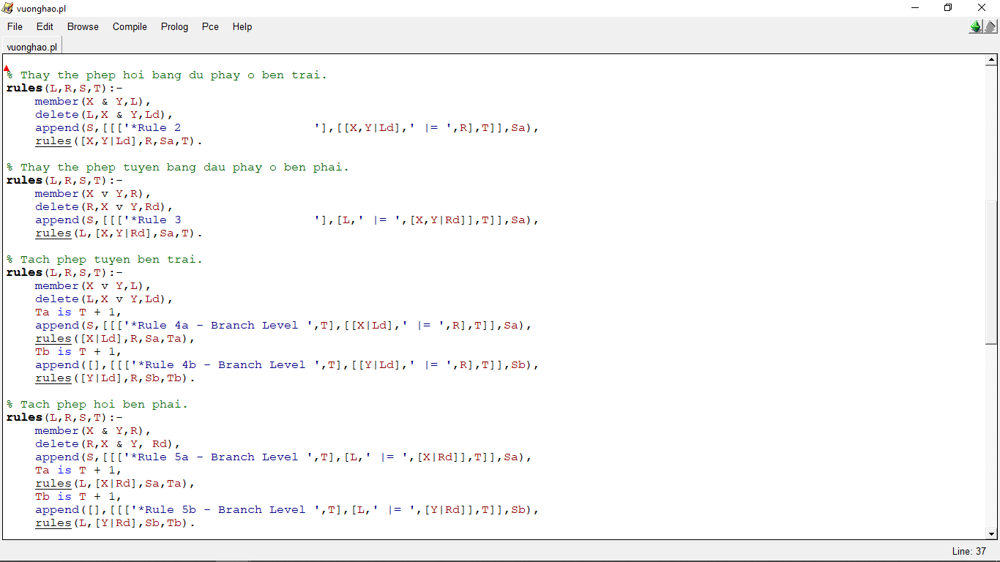 vuonghao.pl
File Edit Browse Compile Prolog Pce Help
vuonghao.pl
% Thay the phep hoi bang du phay o ben trai.
rules(L,R,S,T):-
    member(X & Y,L),
    delete(L,X & Y,Ld),
    append(S,[[['*Rule 2                  '],[[X,Y|Ld],' |= ',R],T]],Sa),
    rules([X,Y|Ld],R,Sa,T).
% Thay the phep tuyen bang dau phay o ben phai.
rules(L,R,S,T):-
    member(X v Y,R),
    delete(R,X v Y,Rd),
    append(S,[[['*Rule 3                  '],[L,' |= ',[X,Y|Rd]],T]],Sa),
    rules(L,[X,Y|Rd],Sa,T).
% Tach phep tuyen ben trai.
rules(L,R,S,T):-
    member(X v Y,L),
    delete(L,X v Y,Ld),
    Ta is T + 1,
    append(S,[[['*Rule 4a - Branch Level ',T],[[X|Ld],' |= ',R],T]],Sa),
    rules([X|Ld],R,Sa,Ta),
    Tb is T + 1,
    append([],[[['*Rule 4b - Branch Level ',T],[[Y|Ld],' |= ',R],T]],Sb),
    rules([Y|Ld],R,Sb,Tb).
% Tach phep hoi ben phai.
rules(L,R,S,T):-
    member(X & Y,R),
    delete(R,X & Y, Rd),
    append(S,[[['*Rule 5a - Branch Level ',T],[L,' |= ',[X|Rd]],T]],Sa),
    Ta is T + 1,
    rules(L,[X|Rd],Sa,Ta),
    Tb is T + 1,
    append([],[[['*Rule 5b - Branch Level ',T],[L,' |= ',[Y|Rd]],T]],Sb),
    rules(L,[Y|Rd],Sb,Tb).
Line: 37